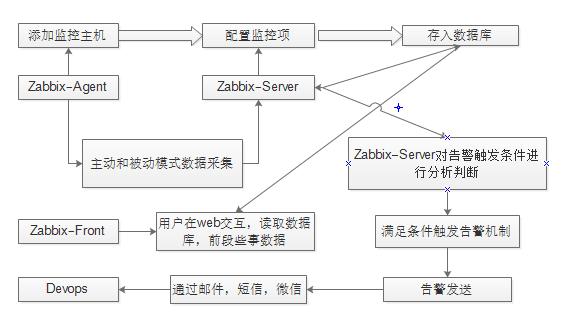 添加监控主机
配置监控项
存入数据库
Zabbix-Agent
Zabbix-Server
主动和被动模式数据采集
Zabbix-Server对告警触发条件进
行分析判断
Zabbix-Front
用户在web交互，读取数据
库，前段些事数据
满足条件触发告警机制
Devops
通过邮件，短信，微信
告警发送